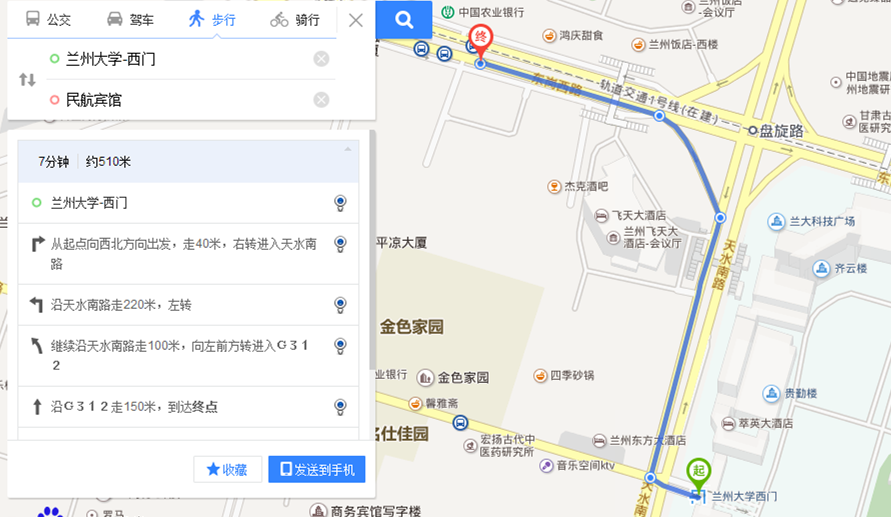 公交
驾车
步行
骑行
兰州大学-西门
民航宾馆
7分钟
约510米
兰州大学-西门
从起点向西北方向出发，走40米，右转进入天水南
路
沿天水南路走220米，左转
继续沿天水南路走100米，向左前方转进入G31
2
沿G312走150米，到达终点
收藏
发送到手机
中国农业银行
鸿庆甜食
兰州饭店
-会议厅
兰州饭店-西楼
终
东岗西路
轨道交通1号线(在建)
盘旋路
中国地震
州地震研
甘肃古
医研究
东
杰克酒吧
飞天大酒店
兰州飞天大
酒店-会议厅
平凉大厦
天水南路
兰大科技广场
齐云楼
金色家园
业银行
金色家园
四季砂锅
馨雅斋
名仕佳园
宏扬古代中
医药研究所
音乐空间ktv
兰州东方大酒店
贵勤楼
萃英大酒店
起
兰州大学西门
天水南
罗马
商务宾馆写字楼